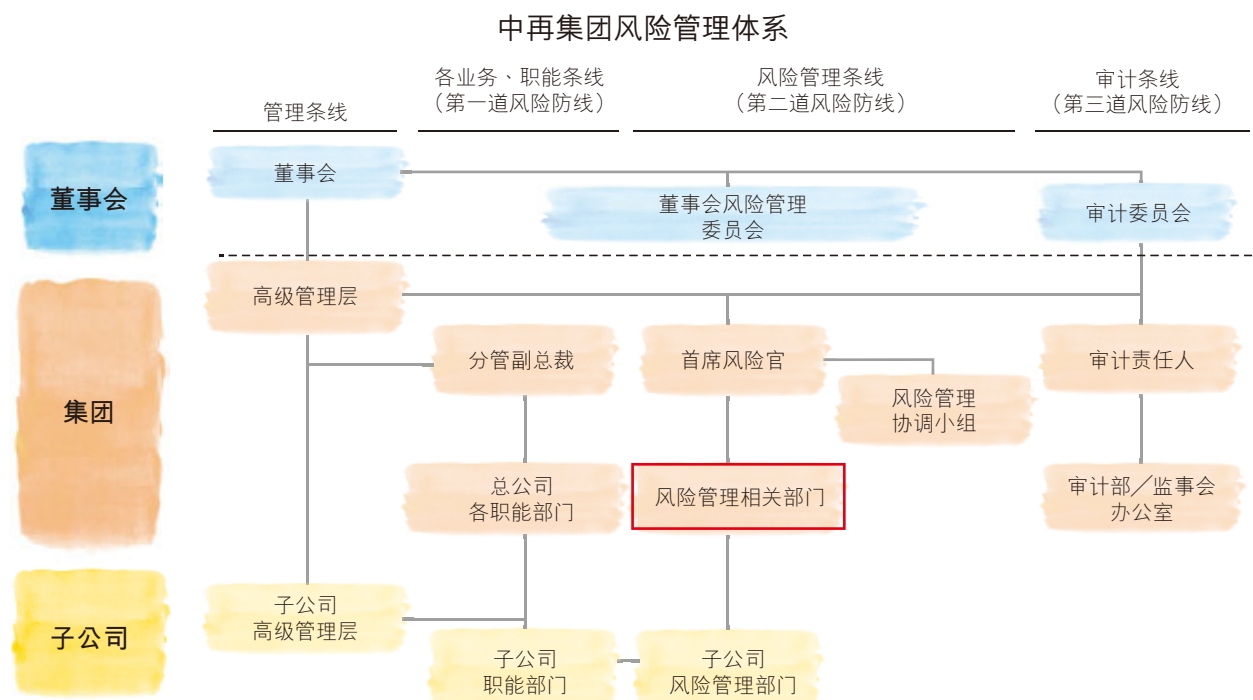 中再集团风险管理体系
管理条线
各业务、职能条线
（第一道风险防线）
风险管理条线
（第二道风险防线）
审计条线
（第三道风险防线）
董事会
董事会
董事会风险管理
委员会
审计委员会
集团
高级管理层
分管副总裁
首席风险官
风险管理
协调小组
审计责任人
总公司
各职能部门
风险管理相关部门
审计部／监事会
办公室
子公司
子公司
高级管理层
子公司
职能部门
子公司
风险管理部门